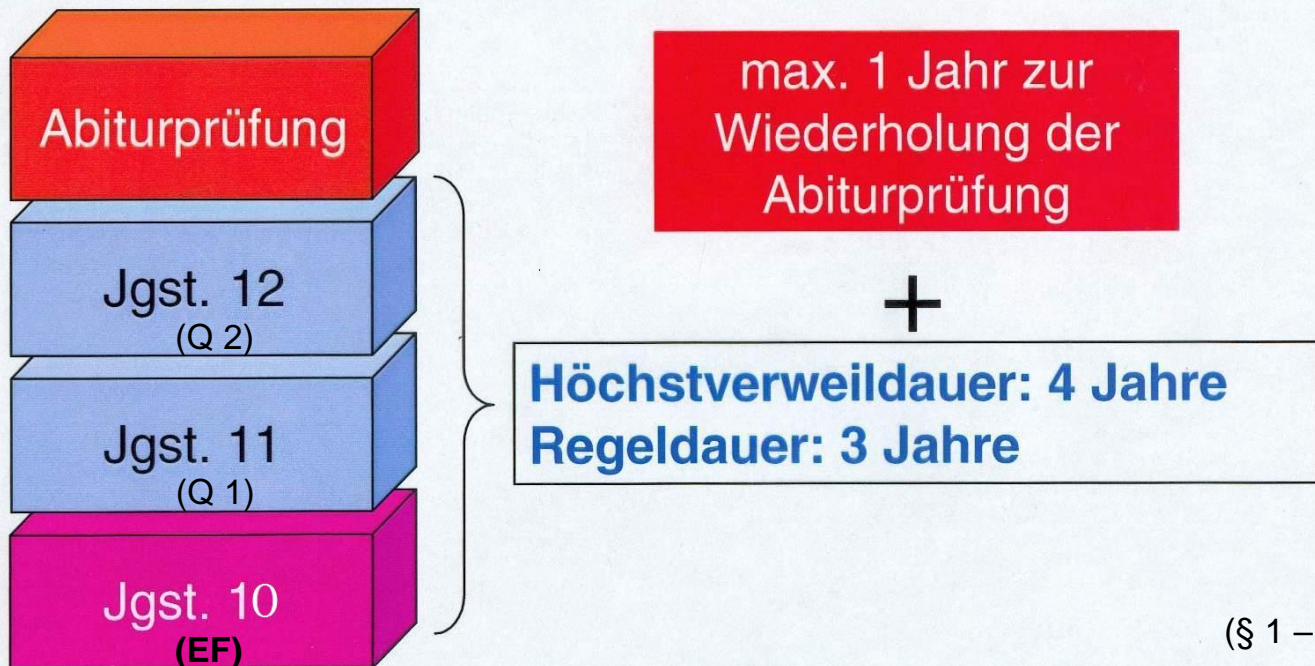 Abiturprüfung
Jgst. 12
(Q 2)
Jgst. 11
(Q 1)
Jgst. 10
(EF)
max. 1 Jahr zur
Wiederholung der
Abiturprüfung
+
Höchstverweildauer: 4 Jahre
Regeldauer: 3 Jahre
(§ 1 –